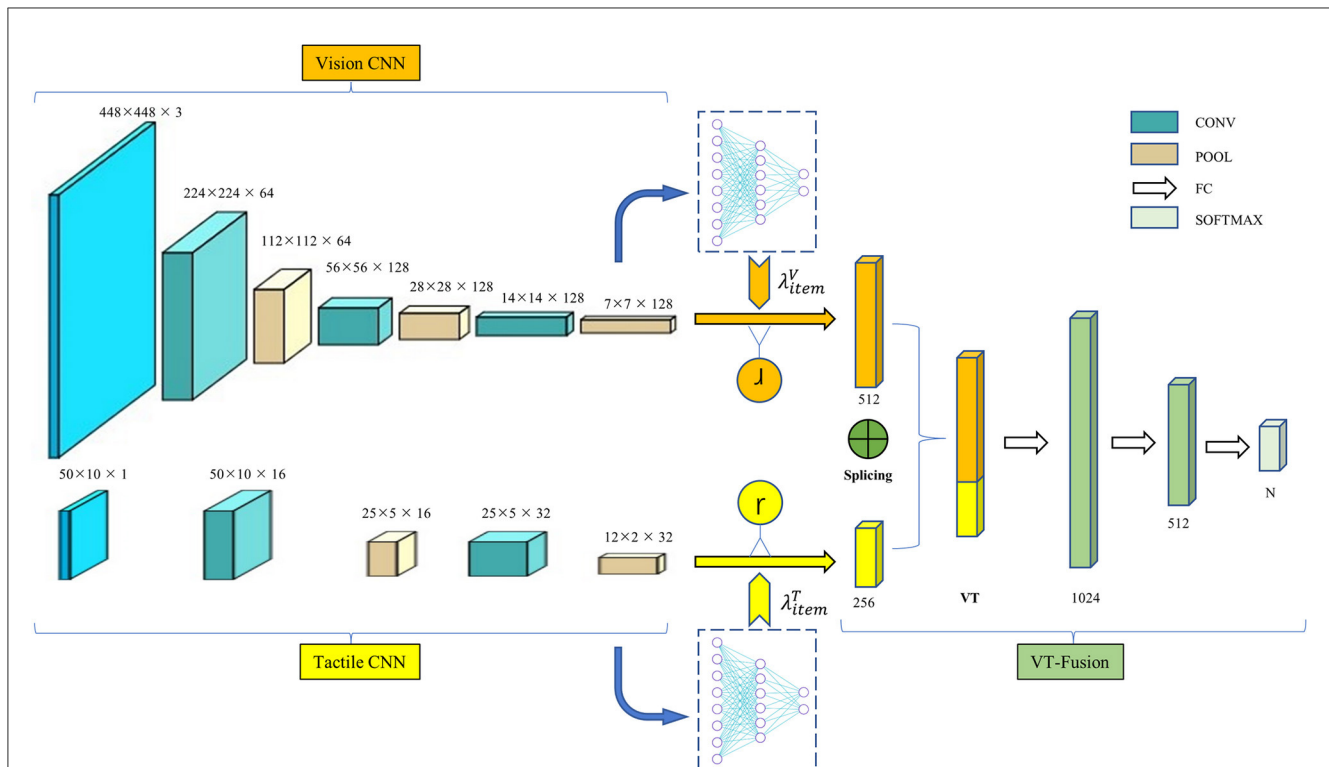 Vision CNN
448×448 × 3
224×224 × 64
112×112 × 64
56×56 × 128
28×28 × 128
14×14 × 128
7×7 × 128
CONV
POOL
FC
SOFTMAX
λ^V_item
512
Splicing
50×10 × 1
50×10 × 16
25×5 × 16
25×5 × 32
12×2 × 32
r
λ^T_item
256
VT
1024
512
N
Tactile CNN
VT-Fusion